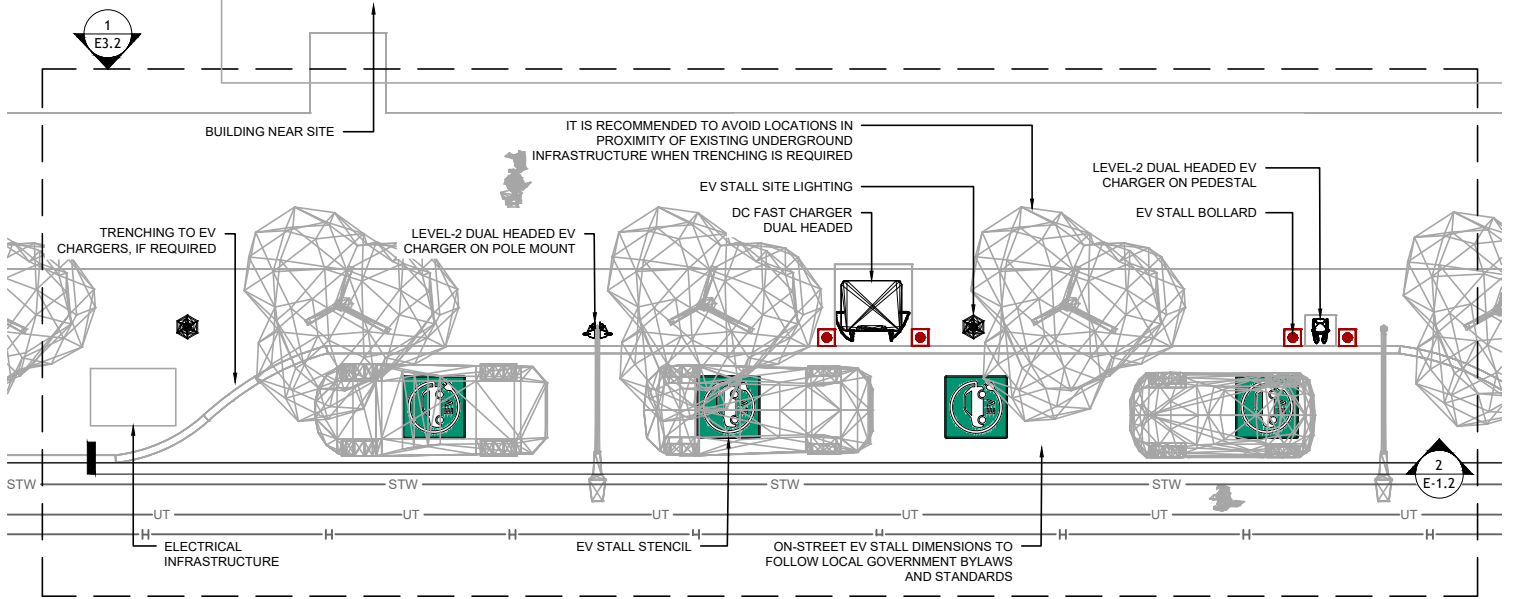 1
E3.2
BUILDING NEAR SITE
IT IS RECOMMENDED TO AVOID LOCATIONS IN
PROXIMITY OF EXISTING UNDERGROUND
INFRASTRUCTURE WHEN TRENCHING IS REQUIRED
LEVEL-2 DUAL HEADED EV
CHARGER ON PEDESTAL
EV STALL SITE LIGHTING
DC FAST CHARGER
DUAL HEADED
EV STALL BOLLARD
TRENCHING TO EV
CHARGERS, IF REQUIRED
LEVEL-2 DUAL HEADED EV
CHARGER ON POLE MOUNT
2
E-1.2
STW
STW
STW
STW
UT
UT
UT
UT
UT
UT
H
H
H
H
H
H
H
H
ELECTRICAL
INFRASTRUCTURE
EV STALL STENCIL
ON-STREET EV STALL DIMENSIONS TO
FOLLOW LOCAL GOVERNMENT BYLAWS
AND STANDARDS